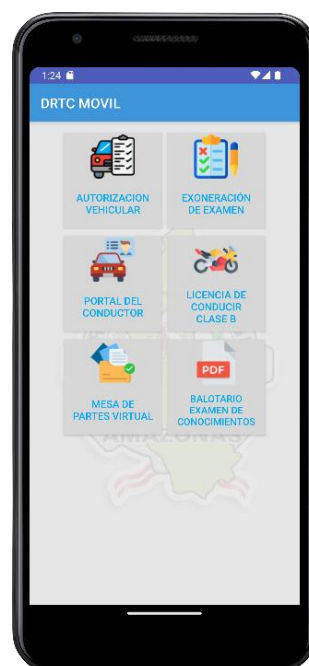 1:24
DRTC MOVIL
AUTORIZACION
VEHICULAR
EXONERACIÓN
DE EXAMEN
PORTAL DEL
CONDUCTOR
LICENCIA DE
CONDUCIR
CLASE B
MESA DE
PARTES VIRTUAL
PDF
BALOTARIO
EXAMEN DE
CONOCIMIENTOS
AMAZONAS